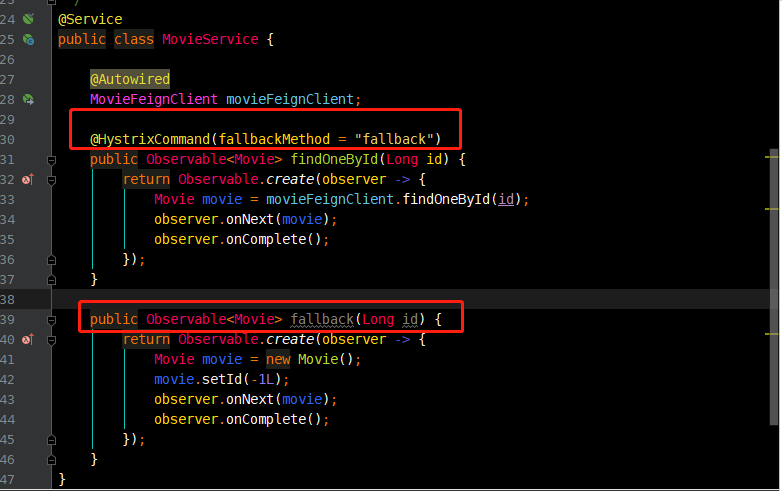 24 @Service
25 public class MovieService {
26
27 @Autowired
28 MovieFeignClient movieFeignClient;
29
30 @HystrixCommand(fallbackMethod = "fallback")
31 public Observable<Movie> findOneById(Long id) {
32 return Observable.create(observer -> {
33 Movie movie = movieFeignClient.findOneById(id);
34 observer.onNext(movie);
35 observer.onComplete();
36 });
37 }
38
39 public Observable<Movie> fallback(Long id) {
40 return Observable.create(observer -> {
41 Movie movie = new Movie();
42 movie.setId(-1L);
43 observer.onNext(movie);
44 observer.onComplete();
45 });
46 }
47 }